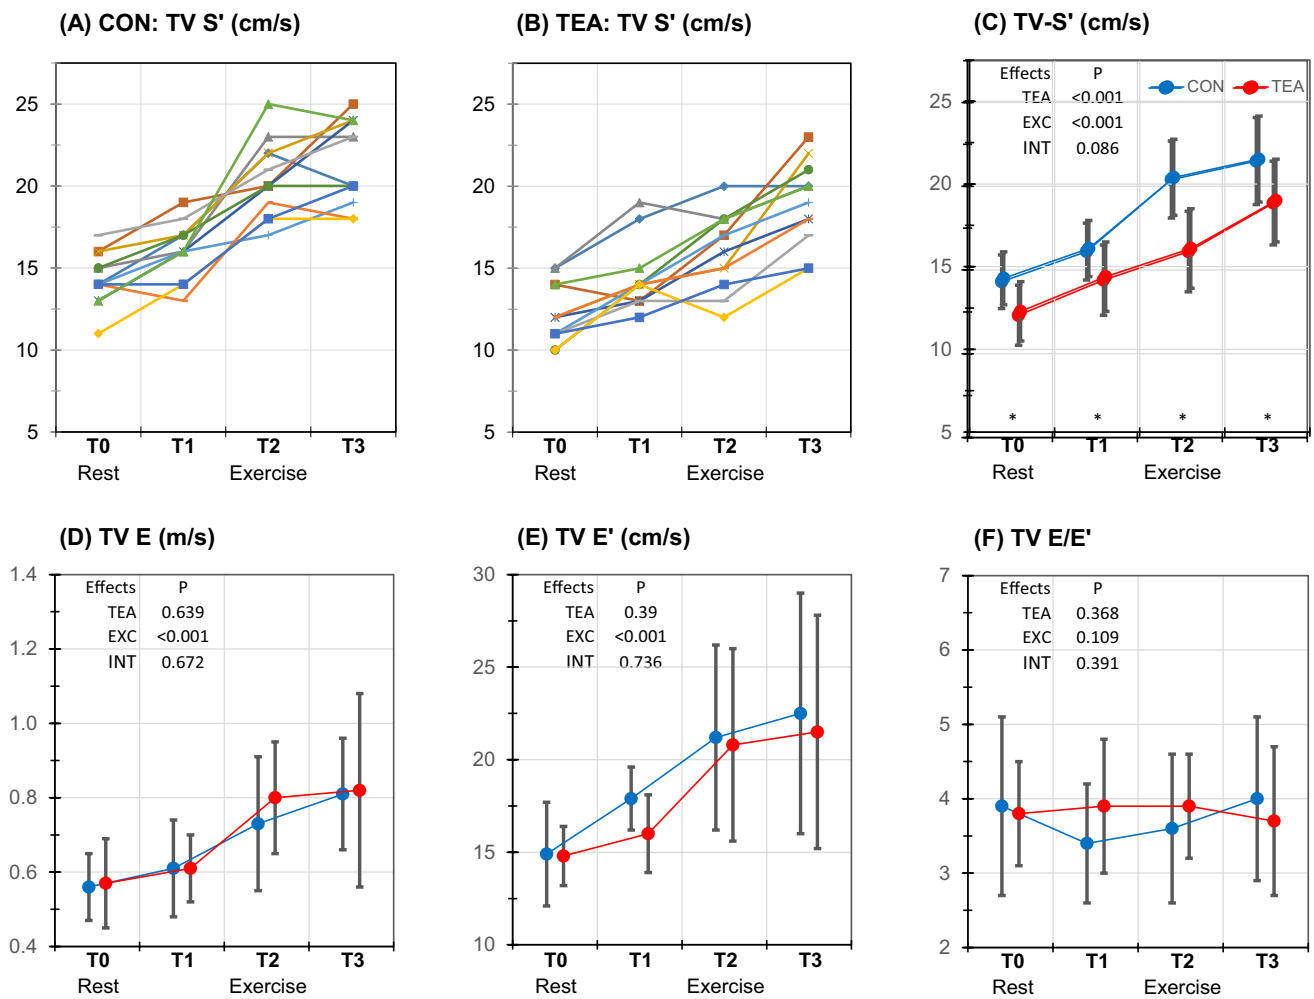 (A) CON: TV S' (cm/s)
25
20
15
10
5
T0 T1 T2 T3
Rest Exercise
(B) TEA: TV S' (cm/s)
25
20
15
10
5
T0 T1 T2 T3
Rest Exercise
(C) TV-S' (cm/s)
Effects P
TEA <0.001
EXC <0.001
INT 0.086
CON TEA
25
20
15
10
5
* * * *
T0 T1 T2 T3
Rest Exercise
(D) TV E (m/s)
Effects P
TEA 0.639
EXC <0.001
INT 0.672
1.4
1.2
1.0
0.8
0.6
0.4
T0 T1 T2 T3
Rest Exercise
(E) TV E' (cm/s)
Effects P
TEA 0.39
EXC <0.001
INT 0.736
30
25
20
15
10
T0 T1 T2 T3
Rest Exercise
(F) TV E/E'
Effects P
TEA 0.368
EXC 0.109
INT 0.391
7
6
5
4
3
2
T0 T1 T2 T3
Rest Exercise